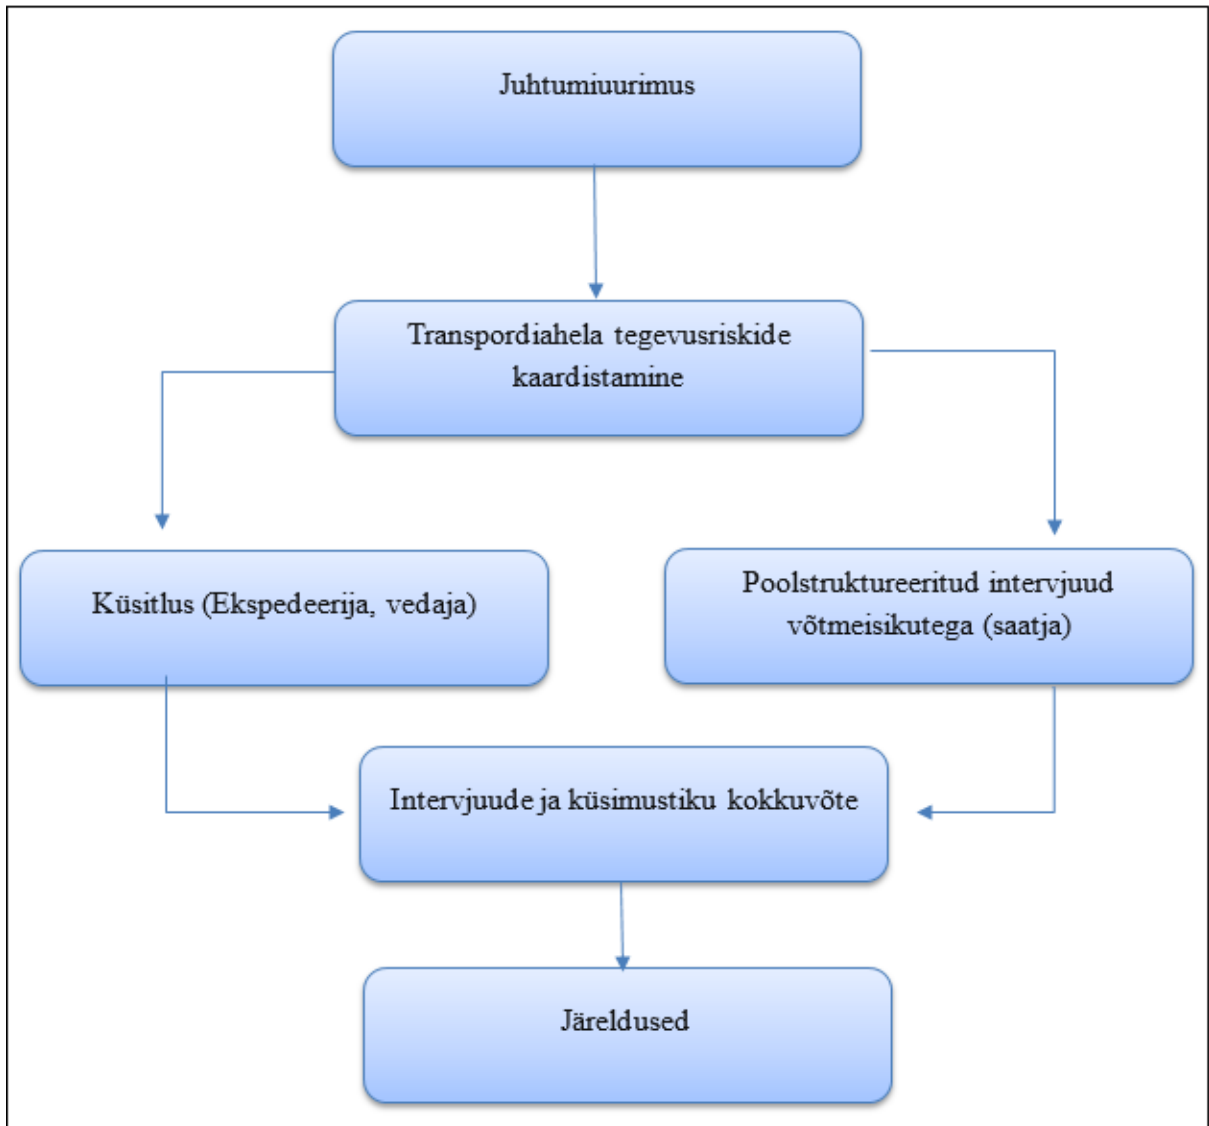 Juhtumiuurimus
Transpordiahela tegevusriskide
kaardistamine
Küsitlus (Ekspedeerija, vedaja)
Poolstruktureeritud intervjuud
võtmeisikutega (saatja)
Intervjuude ja küsimustiku kokkuvõte
Järeldused